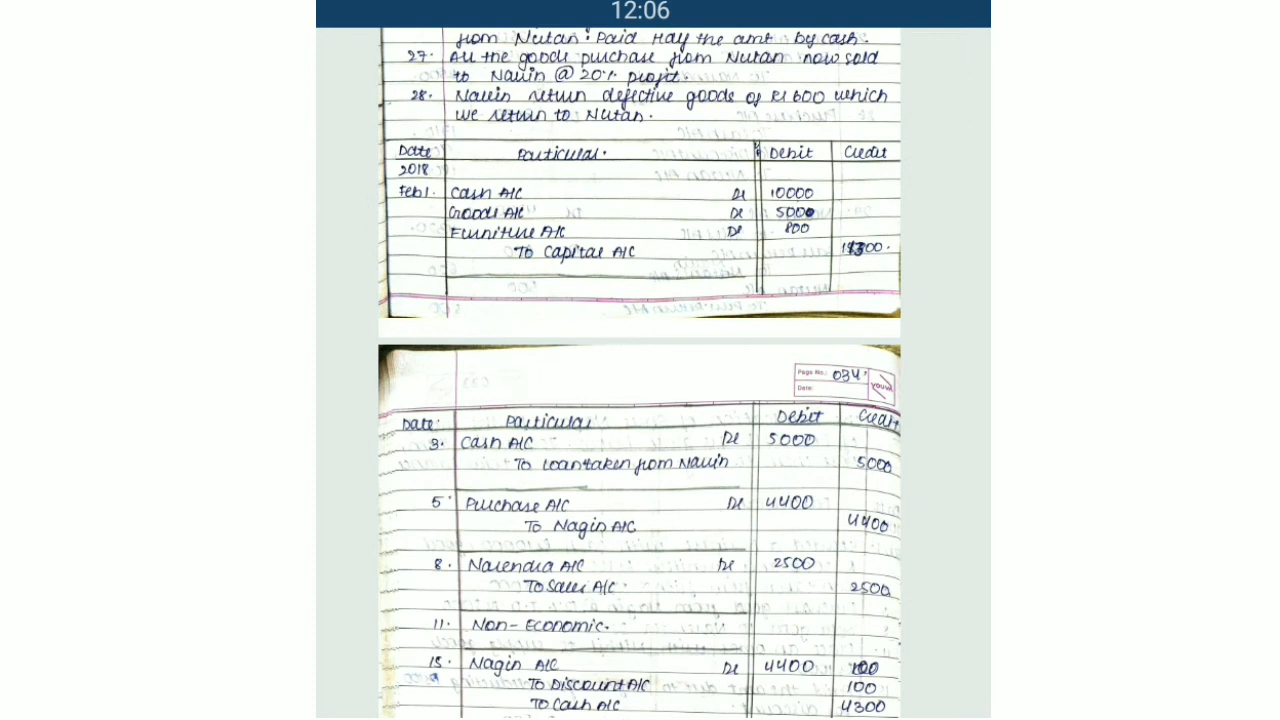 12:06
from Nutan. Paid Half the amt by cash.
27. All the goods purchase from Nutan now sold
to Navin @ 20% profit.
28. Navin return defective goods of Rs 600 which
we return to Nutan.
Date Particular. Debit Credit
2018
Feb 1. Cash A/C Dr 10000
Goods A/C Dr 5000
Furniture A/C Dr 800
To Capital A/C
Page No.: 034.
Date: YOUVA
Date: Particular Debit Credit
3. Cash A/C Dr 5000
To Loan taken from Navin 5000
5. Purchase A/C Dr 4400
To Nagin A/C 4400
8. Narendra A/C Dr 2500
To Sales A/C 2500
11. Non-Economic.
15. Nagin A/C Dr 4400
To Discount A/C 100
To Cash A/C 4300